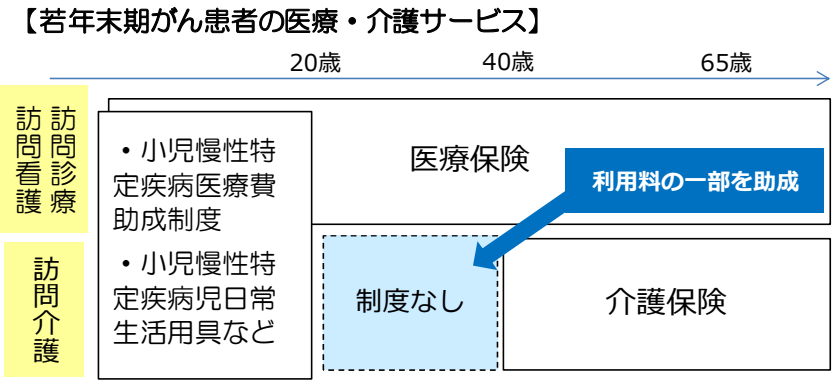 【若年末期がん患者の医療・介護サービス】
20歳 40歳 65歳
訪問診療
訪問看護
・小児慢性特
定疾病医療費
助成制度
・小児慢性特
定疾病児日常
生活用具など
医療保険
利用料の一部を助成
訪問介護
制度なし
介護保険